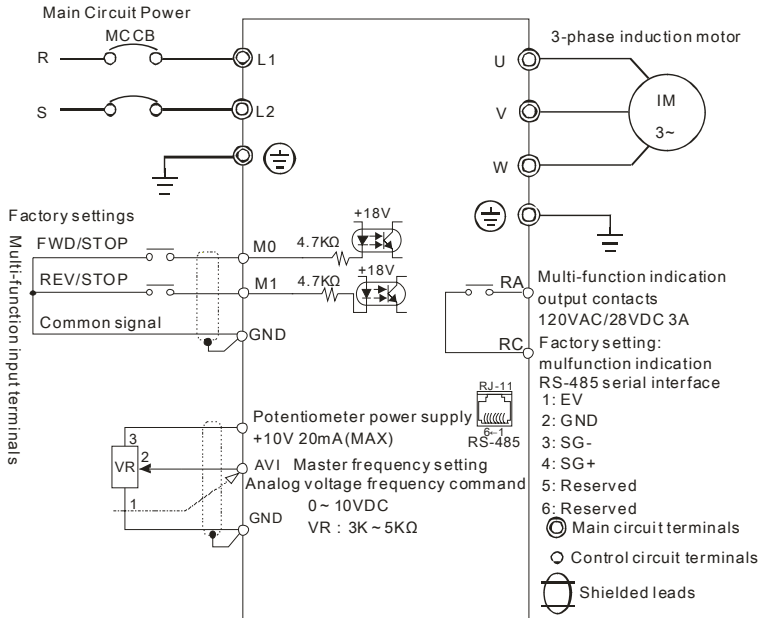 Main Circuit Power
MCCB
R
L1
S
L2
U
V
W
3-phase induction motor
IM
3~
Factory settings
Multi-function input terminals
FWD/STOP
M0
4.7KΩ
+18V
REV/STOP
M1
4.7KΩ
+18V
Common signal
GND
RA
RC
Multi-function indication
output contacts
120VAC/28VDC 3A
Factory setting:
mulfunction indication
RS-485 serial interface
1: EV
2: GND
3: SG-
4: SG+
5: Reserved
6: Reserved
RJ-11
6←1
RS-485
Potentiometer power supply
+10V 20mA(MAX)
3
VR
2
1
AVI Master frequency setting
Analog voltage frequency command
0~10VDC
VR : 3K~5KΩ
GND
Main circuit terminals
Control circuit terminals
Shielded leads